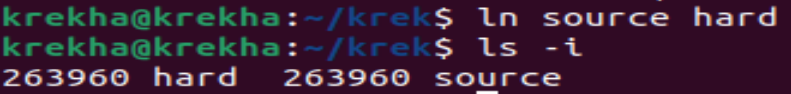 krekha@krekha:~/krek$ ln source hard
krekha@krekha:~/krek$ ls -i
263960 hard  263960 source